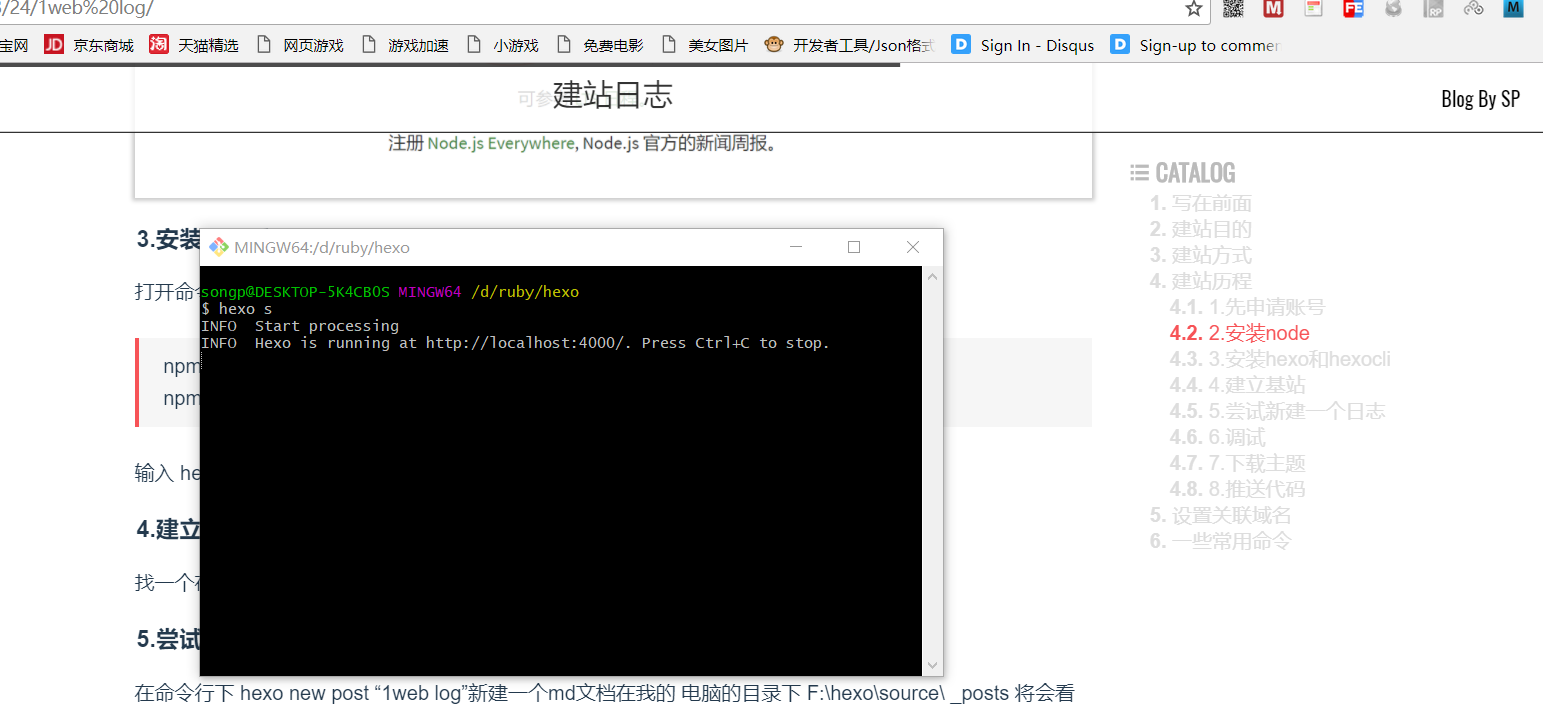 /24/1web%20log/
宝网 京东商城 天猫精选 网页游戏 游戏加速 小游戏 免费电影 美女图片 开发者工具/Json格式 Sign In - Disqus Sign-up to commen
建站日志
Blog By SP
可参
注册 Node.js Everywhere, Node.js 官方的新闻周报。
CATALOG
1. 写在前面
2. 建站目的
3. 建站方式
4. 建站历程
4.1. 1.先申请账号
4.2. 2.安装node
4.3. 3.安装hexo和hexocli
4.4. 4.建立基站
4.5. 5.尝试新建一个日志
4.6. 6.调试
4.7. 7.下载主题
4.8. 8.推送代码
5. 设置关联域名
6. 一些常用命令
3.安装
打开命令
npm
npm
输入 he
4.建立
找一个
5.尝试
在命令行下 hexo new post “1web log”新建一个md文档在我的 电脑的目录下 F:\hexo\source\ _posts 将会看
MINGW64:/d/ruby/hexo
songp@DESKTOP-5K4CB0S MINGW64 /d/ruby/hexo
$ hexo s
INFO Start processing
INFO Hexo is running at http://localhost:4000/. Press Ctrl+C to stop.